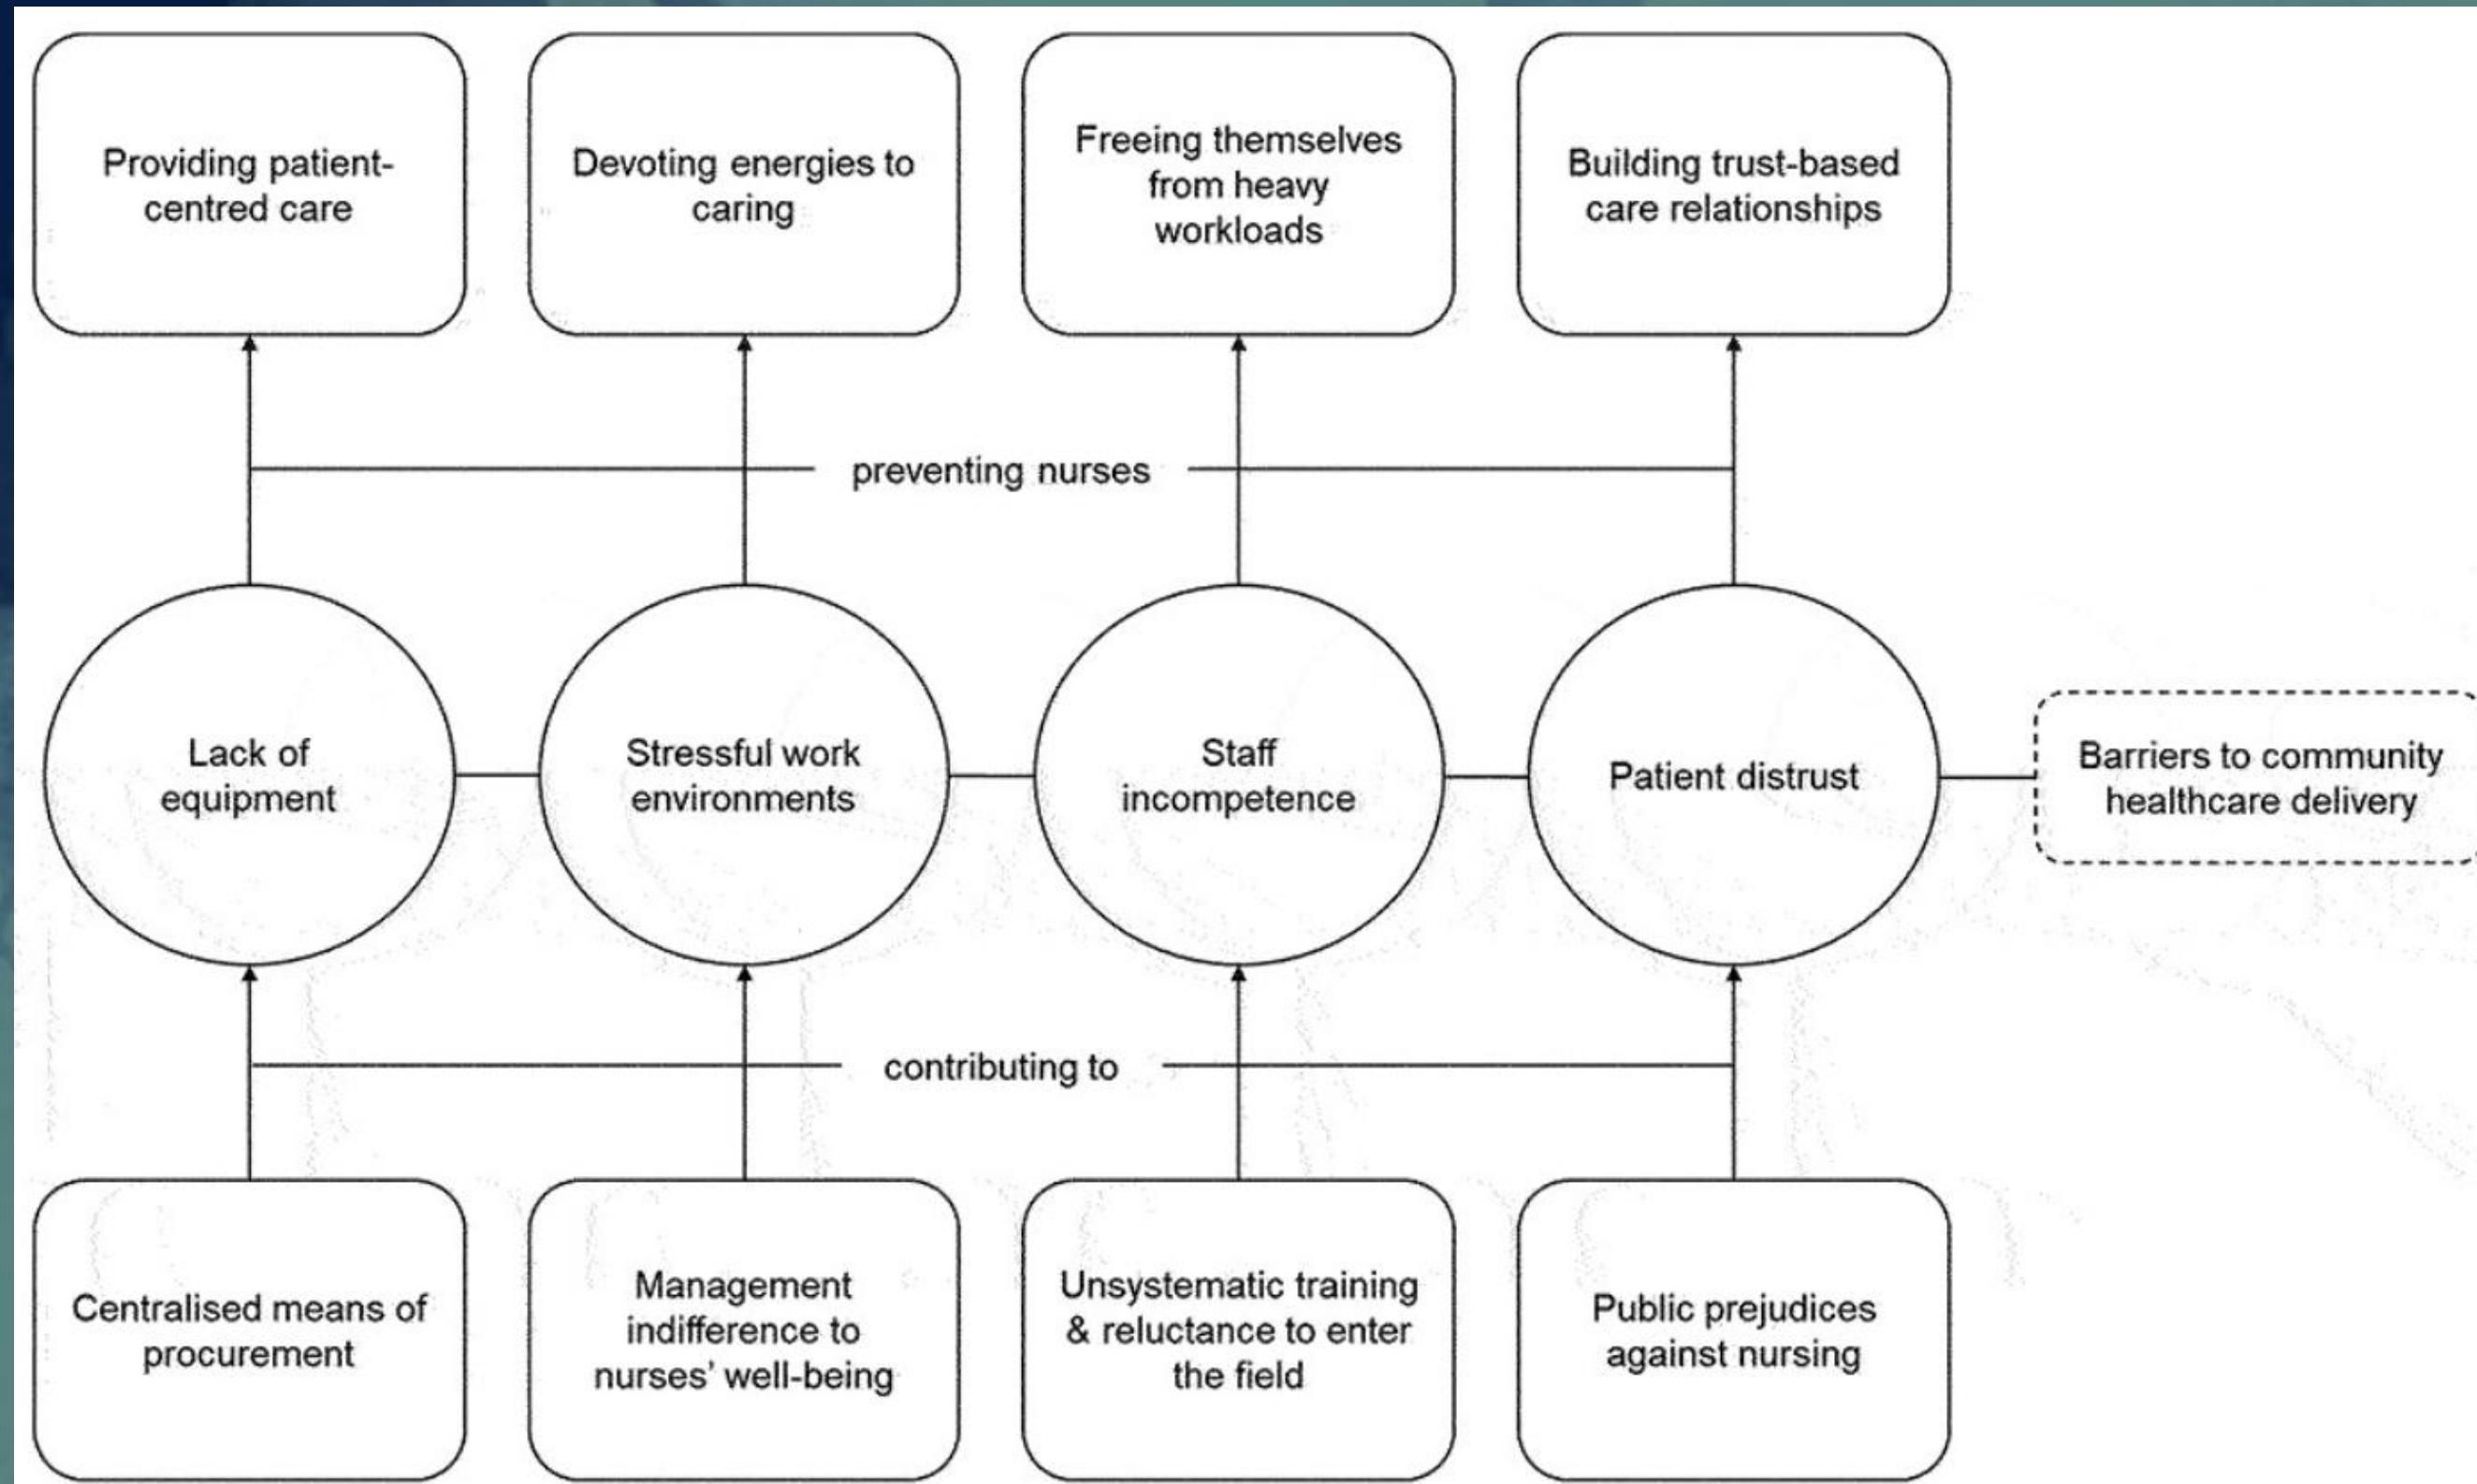 Providing patient-
centred care
Devoting energies to
caring
Freeing themselves
from heavy
workloads
Building trust-based
care relationships
preventing nurses
Lack of
equipment
Stressful work
environments
Staff
incompetence
Patient distrust
Barriers to community
healthcare delivery
contributing to
Centralised means of
procurement
Management
indifference to
nurses' well-being
Unsystematic training
& reluctance to enter
the field
Public prejudices
against nursing